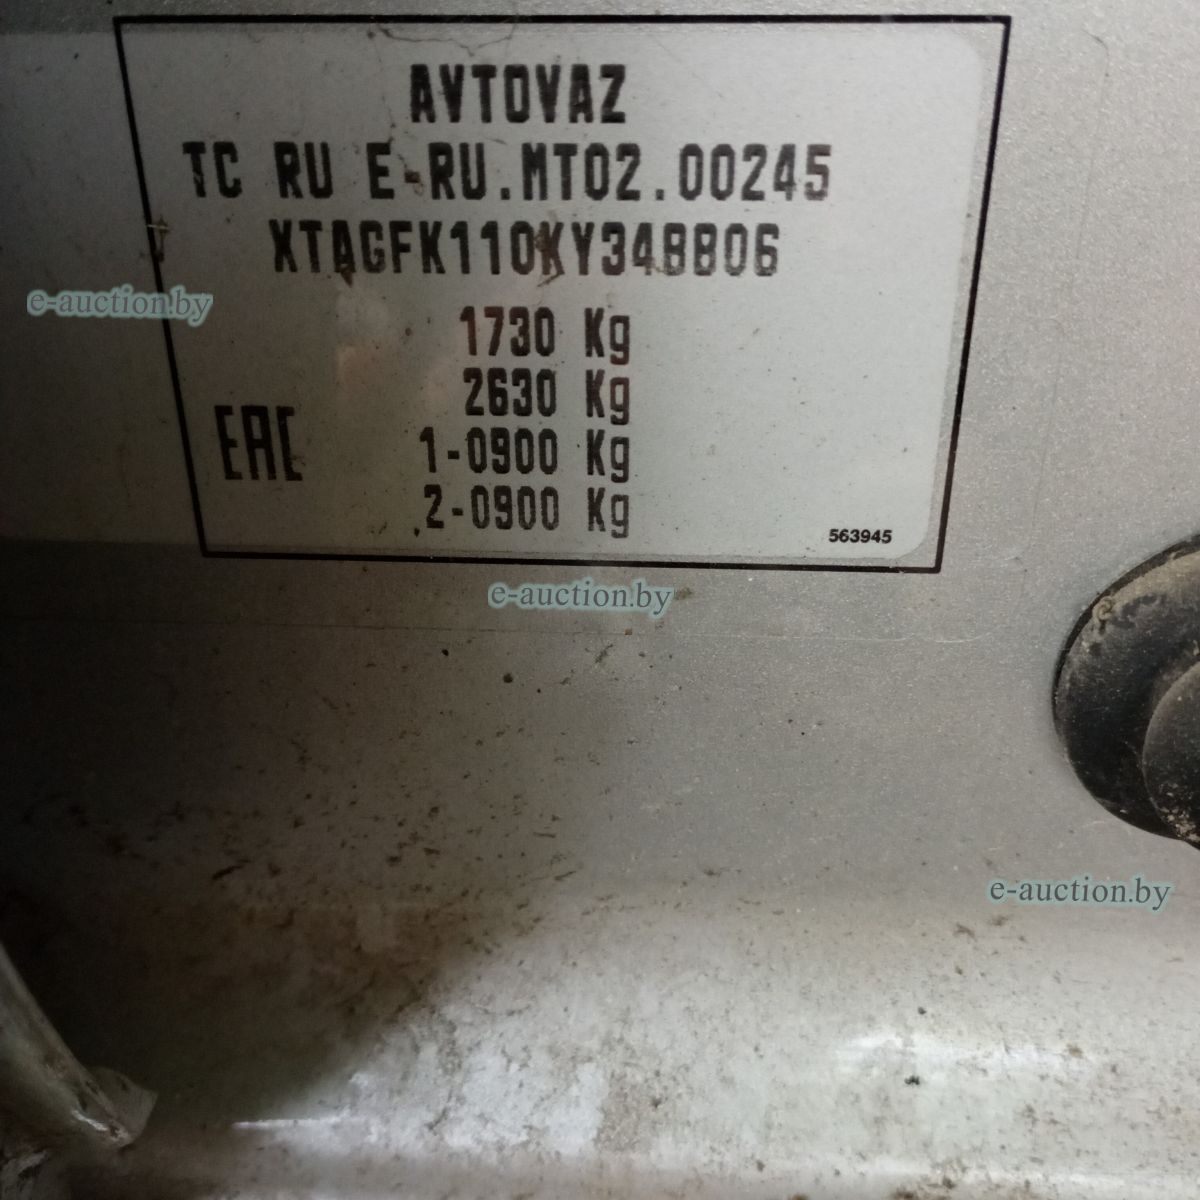 AVTOVAZ
TC RU E-RU.MT02.00245
e-auction.by
1730 Kg
2630 Kg
EAC
1-0900 Kg
2-0900 Kg
563945
e-auction.by
e-auction.by